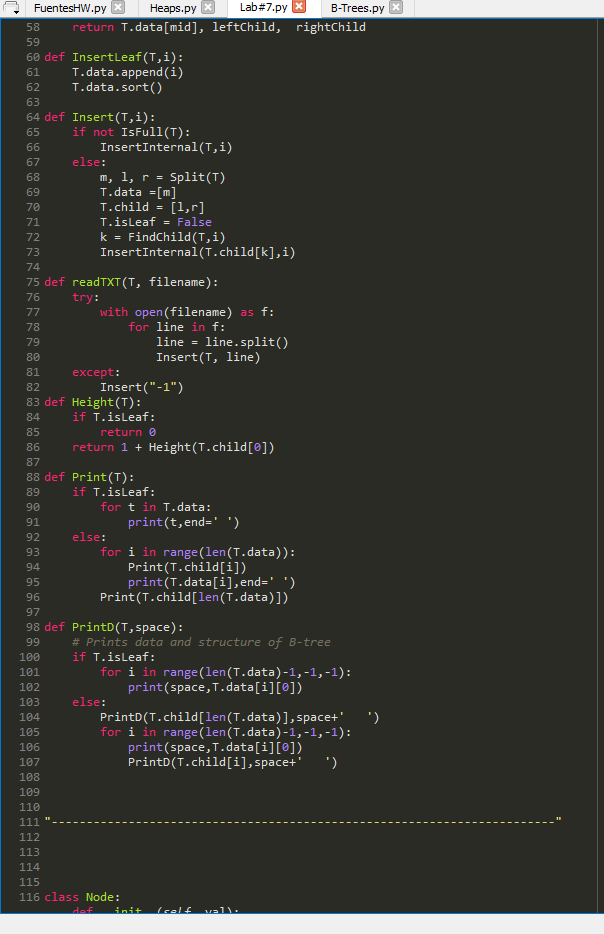 FuentesHW.py Heaps.py Lab#7.py B-Trees.py
58 return T.data[mid], leftChild,  rightChild
59
60 def InsertLeaf(T,i):
61     T.data.append(i)
62     T.data.sort()
63
64 def Insert(T,i):
65     if not IsFull(T):
66         InsertInternal(T,i)
67     else:
68         m, l, r = Split(T)
69         T.data =[m]
70         T.child = [l,r]
71         T.isLeaf = False
72         k = FindChild(T,i)
73         InsertInternal(T.child[k],i)
74
75 def readTXT(T, filename):
76     try:
77         with open(filename) as f:
78             for line in f:
79                 line = line.split()
80                 Insert(T, line)
81     except:
82         Insert("-1")
83 def Height(T):
84     if T.isLeaf:
85         return 0
86     return 1 + Height(T.child[0])
87
88 def Print(T):
89     if T.isLeaf:
90         for t in T.data:
91             print(t,end=' ')
92     else:
93         for i in range(len(T.data)):
94             Print(T.child[i])
95             print(T.data[i],end=' ')
96         Print(T.child[len(T.data)])
97
98 def PrintD(T,space):
99     # Prints data and structure of B-tree
100     if T.isLeaf:
101         for i in range(len(T.data)-1,-1,-1):
102             print(space,T.data[i][0])
103     else:
104         PrintD(T.child[len(T.data)],space+'   ')
105         for i in range(len(T.data)-1,-1,-1):
106             print(space,T.data[i][0])
107             PrintD(T.child[i],space+'   ')
108
109
110
111 "------------------------------------------------------------------------"
112
113
114
115
116 class Node:
def __init__(self, val):